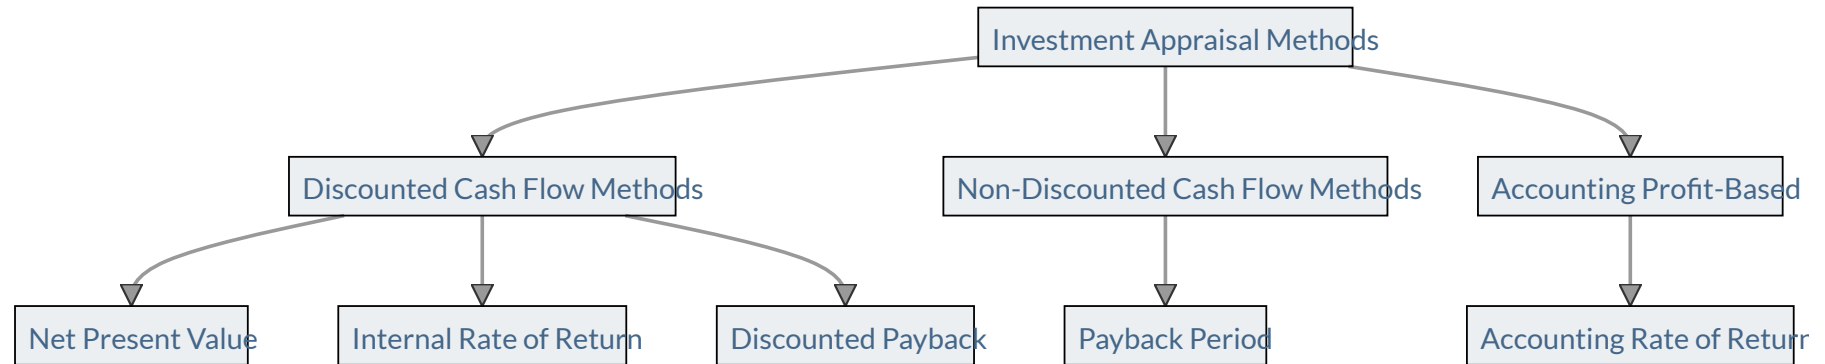 Investment Appraisal Methods
Discounted Cash Flow Methods
Non-Discounted Cash Flow Methods
Accounting Profit-Based
Net Present Value
Internal Rate of Return
Discounted Payback
Payback Period
Accounting Rate of Return